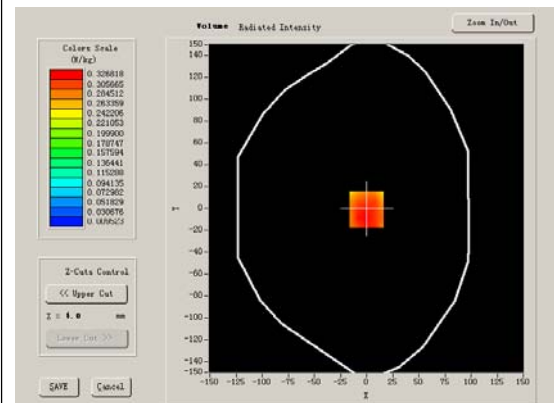 Volume Radiated Intensity
Zoom In/Out
Colors Scale
(W/kg)
0.326818
0.305665
0.284512
0.263359
0.242206
0.221053
0.199900
0.178747
0.157594
0.136441
0.115288
0.094135
0.072982
0.051829
0.030676
0.009523
Z-Cuts Control
<< Upper Cut
Z = 4.0 mm
Lower Cut >>
SAVE
Cancel
150
140
120
100
80
60
40
20
0
-20
-40
-60
-80
-100
-120
-140
-150
Y
-150 -125 -100 -75 -50 -25 0 25 50 75 100 125 150
X